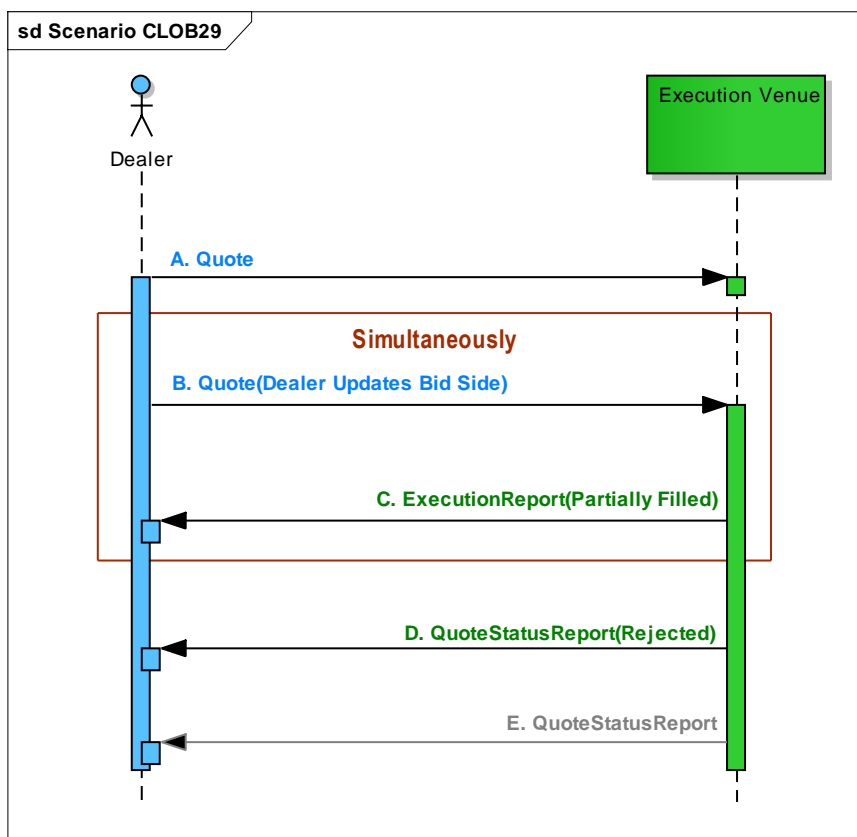 sd Scenario CLOB29
Execution Venue
Dealer
A. Quote
Simultaneously
B. Quote(Dealer Updates Bid Side)
C. ExecutionReport(Partially Filled)
D. QuoteStatusReport(Rejected)
E. QuoteStatusReport